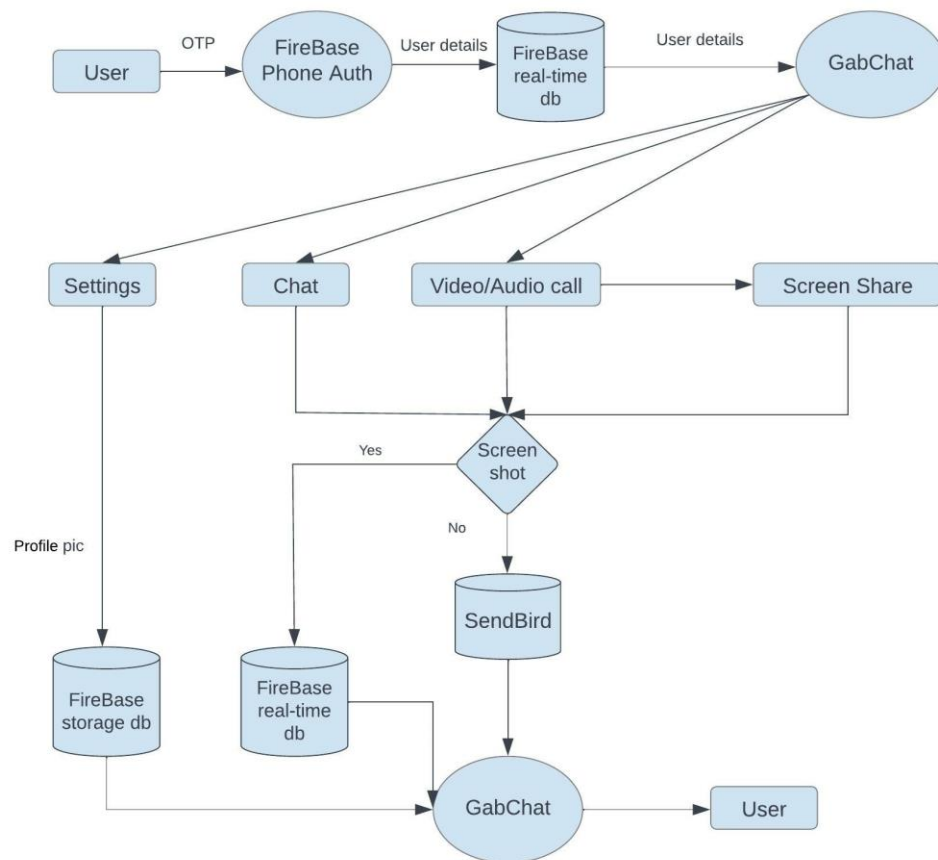 OTP
User details
User details
User
FireBase
Phone Auth
FireBase
real-time
db
GabChat
Settings
Chat
Video/Audio call
Screen Share
Yes
Screen
shot
No
Profile pic
SendBird
FireBase
storage db
FireBase
real-time
db
GabChat
User